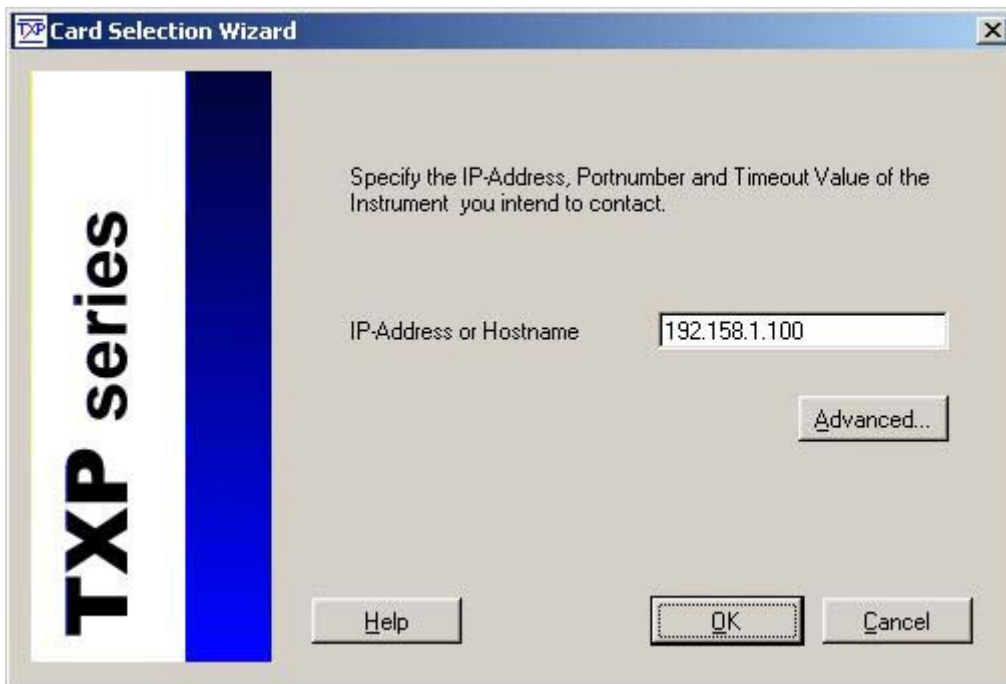 TXP Card Selection Wizard
TXP series
Specify the IP-Address, Portnumber and Timeout Value of the
Instrument you intend to contact.
IP-Address or Hostname 192.158.1.100
Advanced...
Help OK Cancel